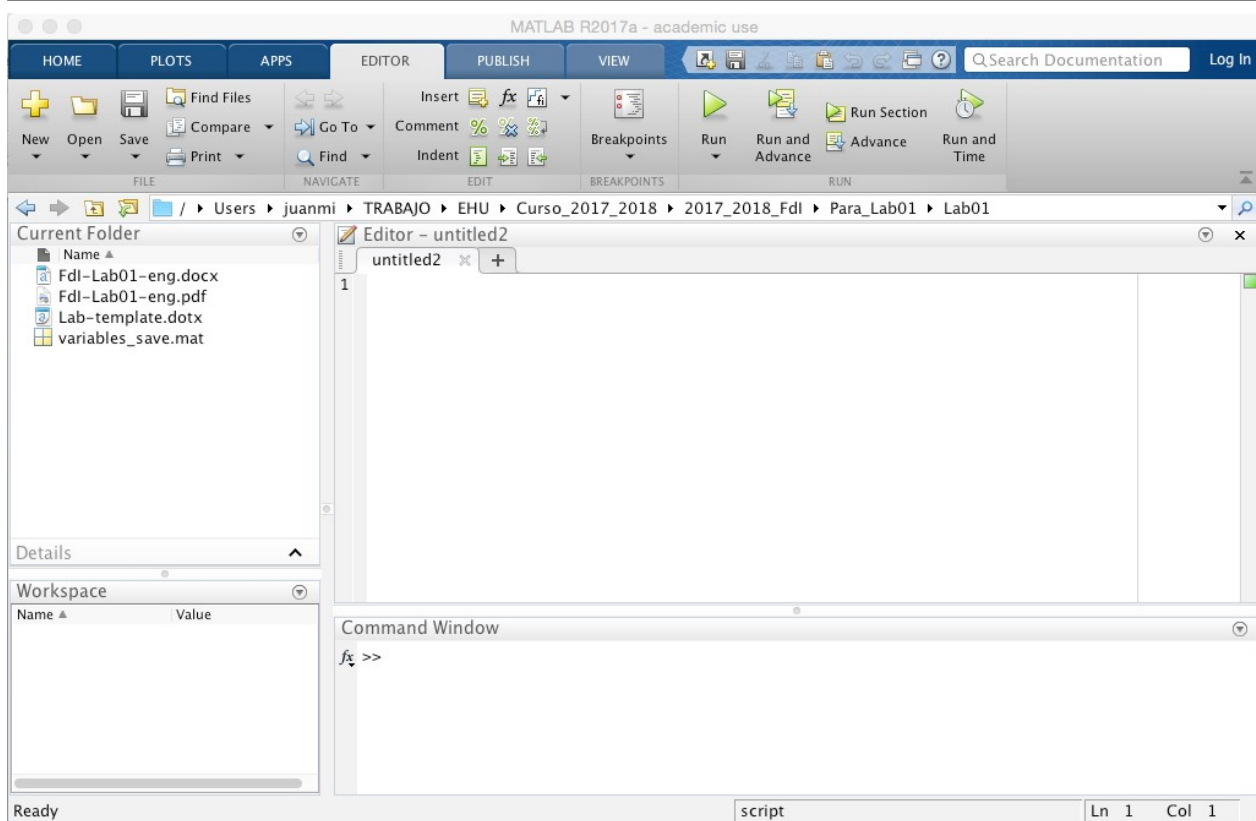 MATLAB R2017a - academic use
HOME PLOTS APPS EDITOR PUBLISH VIEW Search Documentation Log In
New Open Save Find Files Compare Print
FILE
Go To Find
NAVIGATE
Insert fx fi
Comment % % %
Indent
EDIT
Breakpoints
BREAKPOINTS
Run Run and Advance Run Section Advance Run and Time
RUN
/ Users juanmi TRABAJO EHU Curso_2017_2018 2017_2018_FdI Para_Lab01 Lab01
Current Folder
Name
FdI-Lab01-eng.docx
FdI-Lab01-eng.pdf
Lab-template.dotx
variables_save.mat
Details
Workspace
Name Value
Editor – untitled2
untitled2 +
1
Command Window
fx >>
Ready script Ln 1 Col 1